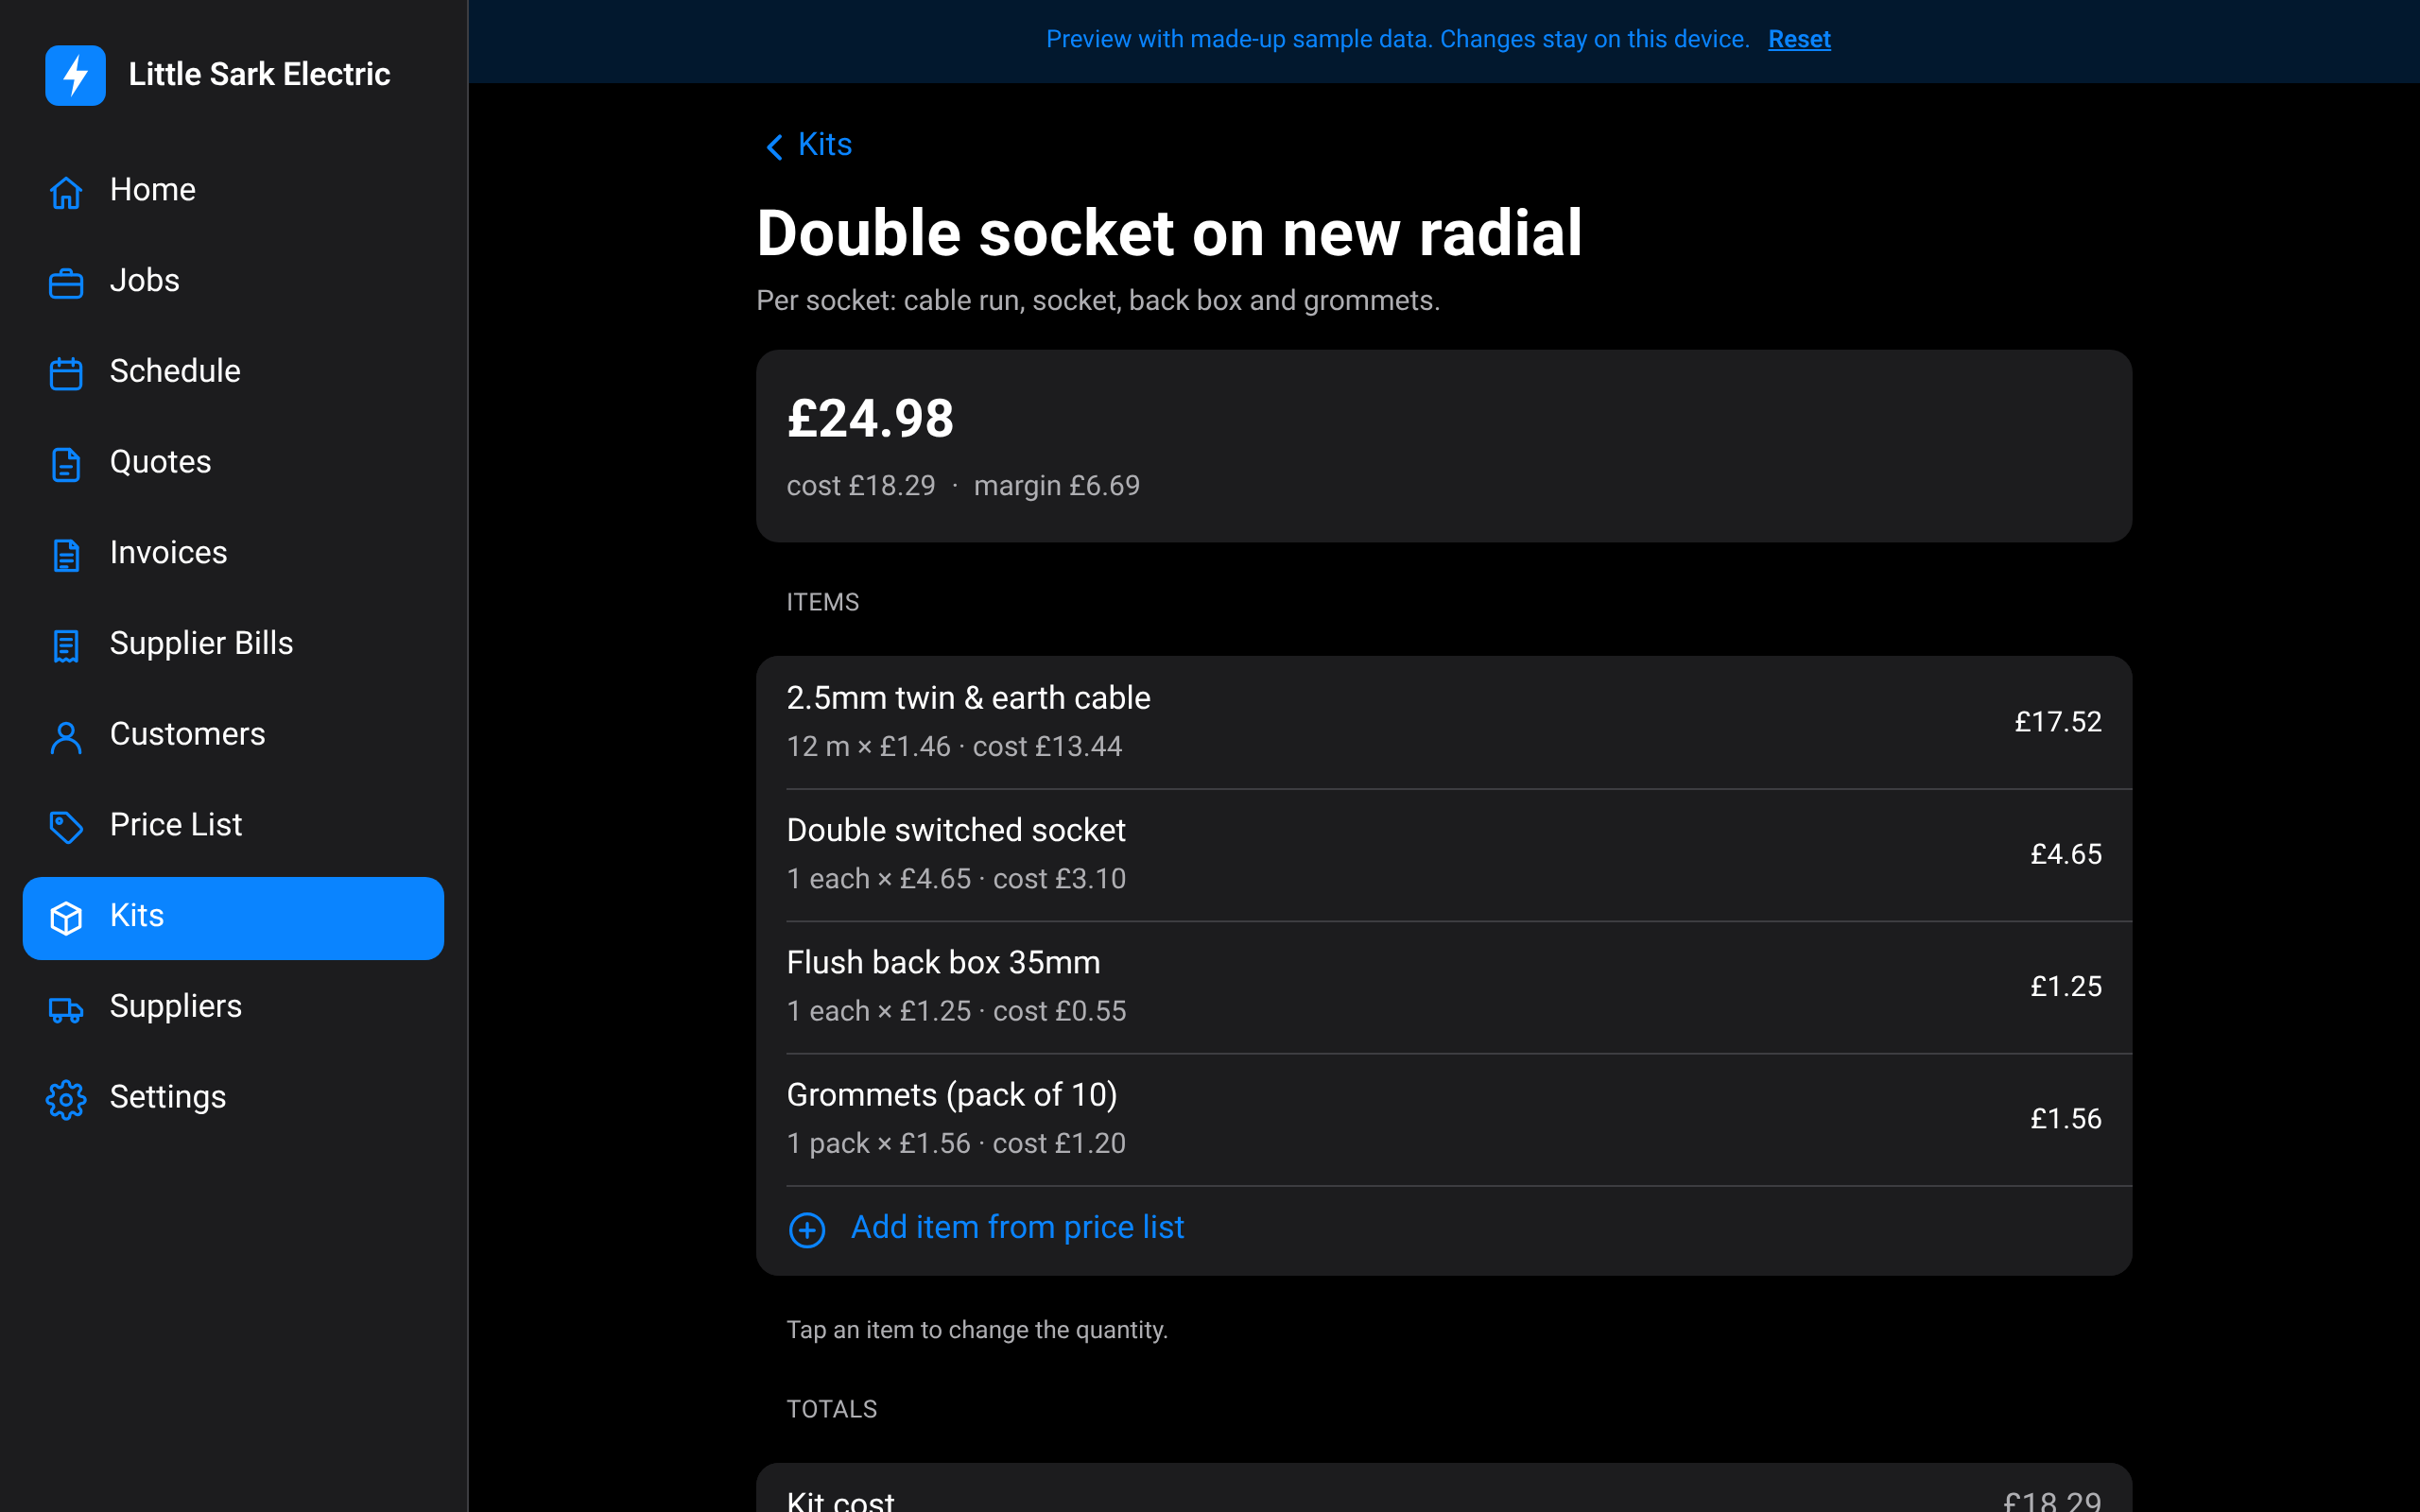 Little Sark Electric
Home
Jobs
Schedule
Quotes
Invoices
Supplier Bills
Customers
Price List
Kits
Suppliers
Settings
Preview with made-up sample data. Changes stay on this device. Reset
Kits
Double socket on new radial
Per socket: cable run, socket, back box and grommets.
£24.98
cost £18.29 · margin £6.69
ITEMS
2.5mm twin & earth cable
12 m × £1.46 · cost £13.44
£17.52
Double switched socket
1 each × £4.65 · cost £3.10
£4.65
Flush back box 35mm
1 each × £1.25 · cost £0.55
£1.25
Grommets (pack of 10)
1 pack × £1.56 · cost £1.20
£1.56
Add item from price list
Tap an item to change the quantity.
TOTALS
Kit cost
£18.29